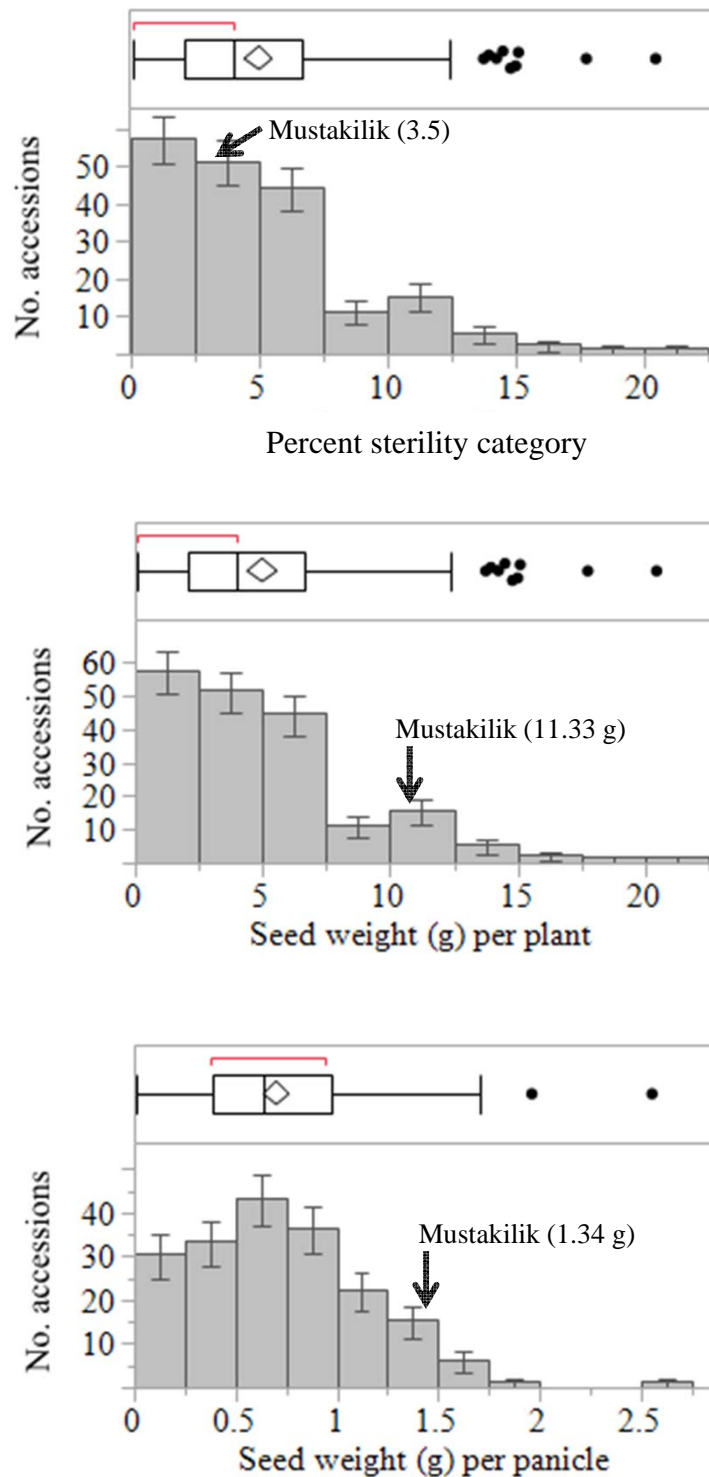 Mustakilik (3.5)
No. accessions
50
40
30
20
10
0 5 10 15 20
Percent sterility category
Mustakilik (11.33 g)
No. accessions
60
50
40
30
20
10
0 5 10 15 20
Seed weight (g) per plant
Mustakilik (1.34 g)
No. accessions
40
30
20
10
0 0.5 1 1.5 2 2.5
Seed weight (g) per panicle